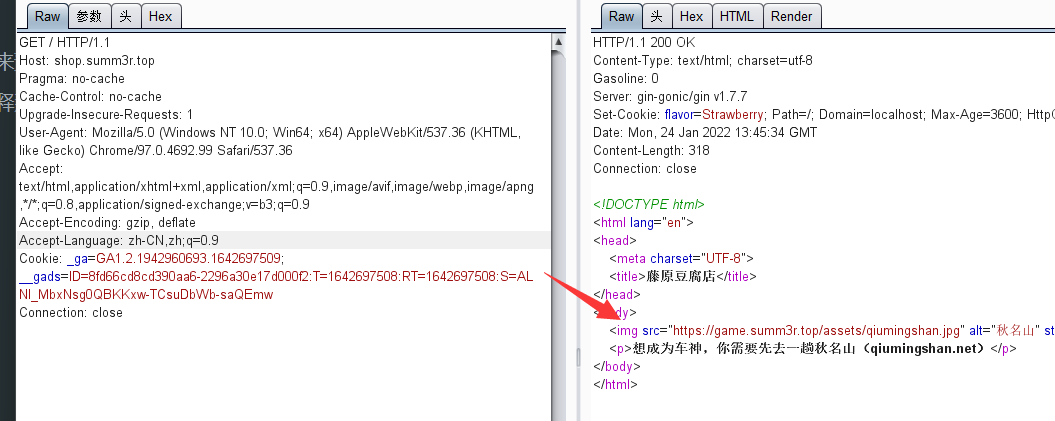 来
释
Raw 参数 头 Hex
GET / HTTP/1.1
Host: shop.summ3r.top
Pragma: no-cache
Cache-Control: no-cache
Upgrade-Insecure-Requests: 1
User-Agent: Mozilla/5.0 (Windows NT 10.0; Win64; x64) AppleWebKit/537.36 (KHTML,
like Gecko) Chrome/97.0.4692.99 Safari/537.36
Accept:
text/html,application/xhtml+xml,application/xml;q=0.9,image/avif,image/webp,image/apng
,*/*;q=0.8,application/signed-exchange;v=b3;q=0.9
Accept-Encoding: gzip, deflate
Accept-Language: zh-CN,zh;q=0.9
Cookie: _ga=GA1.2.1942960693.1642697509;
__gads=ID=8fd66cd8cd390aa6-2296a30e17d000f2:T=1642697508:RT=1642697508:S=AL
NI_MbxNsg0QBKKxw-TCsuDbWb-saQEmw
Connection: close
Raw 头 Hex HTML Render
HTTP/1.1 200 OK
Content-Type: text/html; charset=utf-8
Gasoline: 0
Server: gin-gonic/gin v1.7.7
Set-Cookie: flavor=Strawberry; Path=/; Domain=localhost; Max-Age=3600; Http
Date: Mon, 24 Jan 2022 13:45:34 GMT
Content-Length: 318
Connection: close
<!DOCTYPE html>
<html lang="en">
<head>
<meta charset="UTF-8">
<title>藤原豆腐店</title>
</head>
<body>
<img src="https://game.summ3r.top/assets/qiumingshan.jpg" alt="秋名山" st
<p>想成为车神，你需要先去一趟秋名山（qiumingshan.net）</p>
</body>
</html>